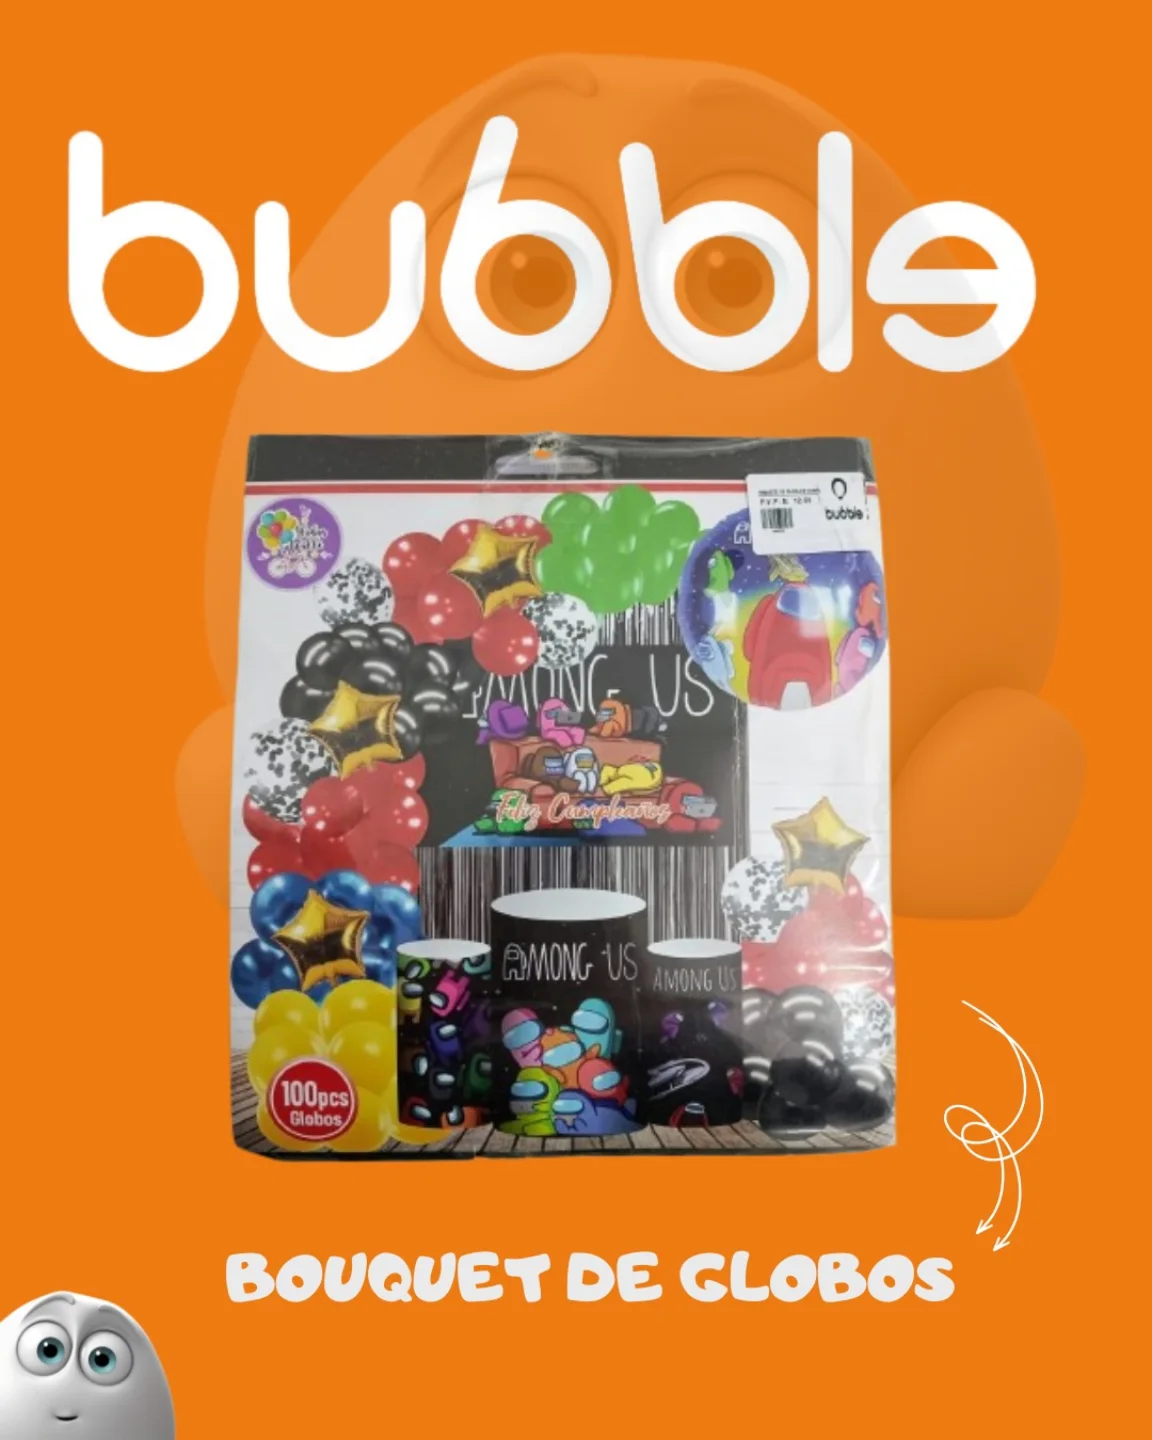 bubble
bubble
AMONG US
Feliz Cumpleaños
AMONG US
AMONG US
100pcs
Globos
BOUQUET DE GLOBOS